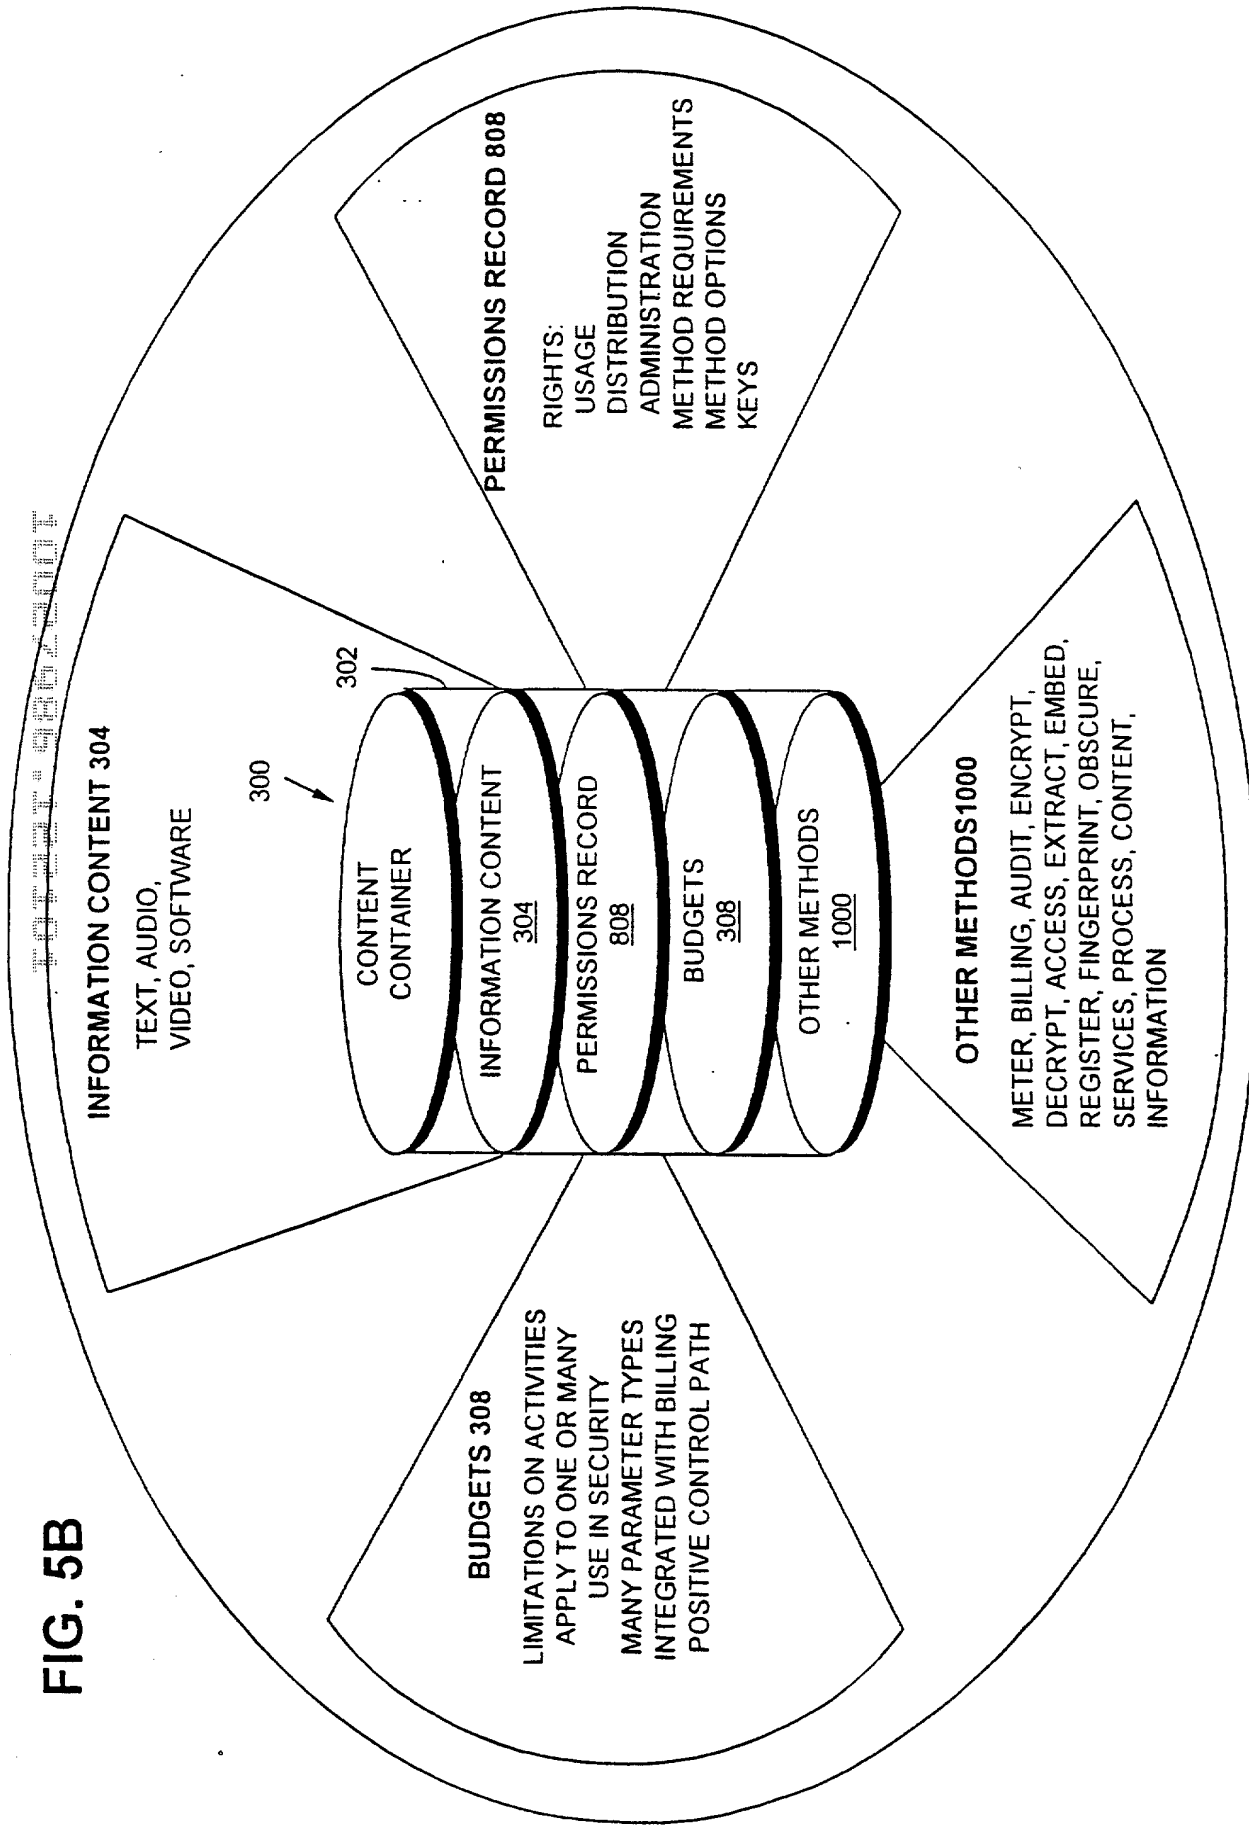 FIG. 5B
INFORMATION CONTENT 304
TEXT, AUDIO,
VIDEO, SOFTWARE
BUDGETS 308
LIMITATIONS ON ACTIVITIES
APPLY TO ONE OR MANY
USE IN SECURITY
MANY PARAMETER TYPES
INTEGRATED WITH BILLING
POSITIVE CONTROL PATH
300
302
CONTENT
CONTAINER
INFORMATION CONTENT
304
PERMISSIONS RECORD
808
BUDGETS
308
OTHER METHODS
1000
PERMISSIONS RECORD 808
RIGHTS:
USAGE
DISTRIBUTION
ADMINISTRATION
METHOD REQUIREMENTS
METHOD OPTIONS
KEYS
OTHER METHODS1000
METER, BILLING, AUDIT, ENCRYPT,
DECRYPT, ACCESS, EXTRACT, EMBED,
REGISTER, FINGERPRINT, OBSCURE,
SERVICES, PROCESS, CONTENT,
INFORMATION